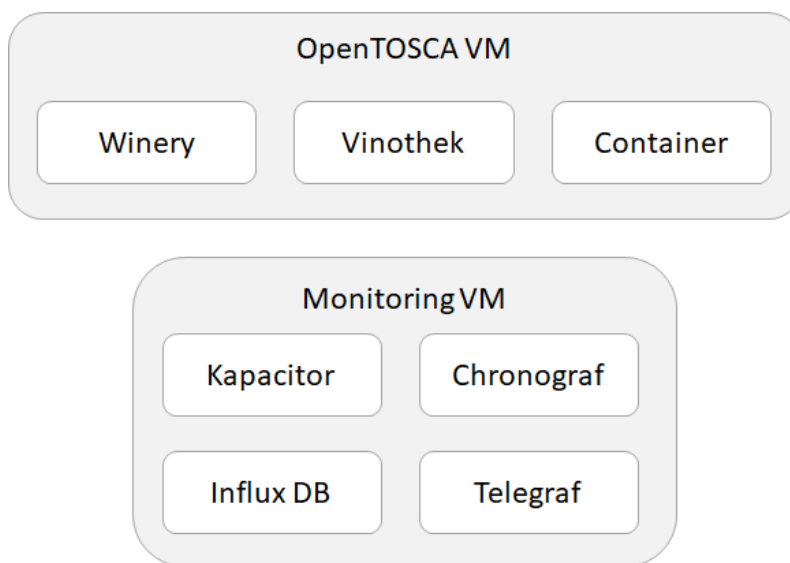 OpenTOSCA VM
Winery Vinothek Container
Monitoring VM
Kapacitor Chronograf
Influx DB Telegraf